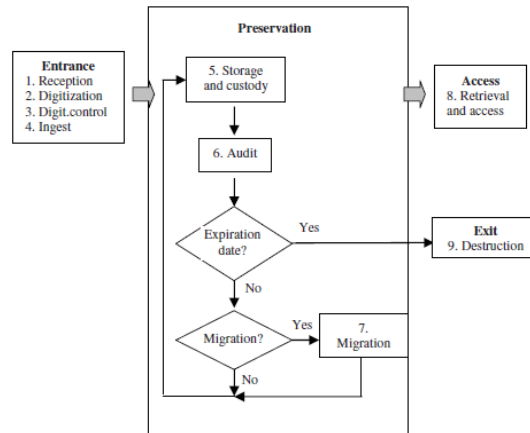 Entrance
1. Reception
2. Digitization
3. Digit.control
4. Ingest
Preservation
5. Storage
and custody
6. Audit
Expiration
date?
Yes
No
Migration?
Yes
No
7.
Migration
Access
8. Retrieval
and access
Exit
9. Destruction